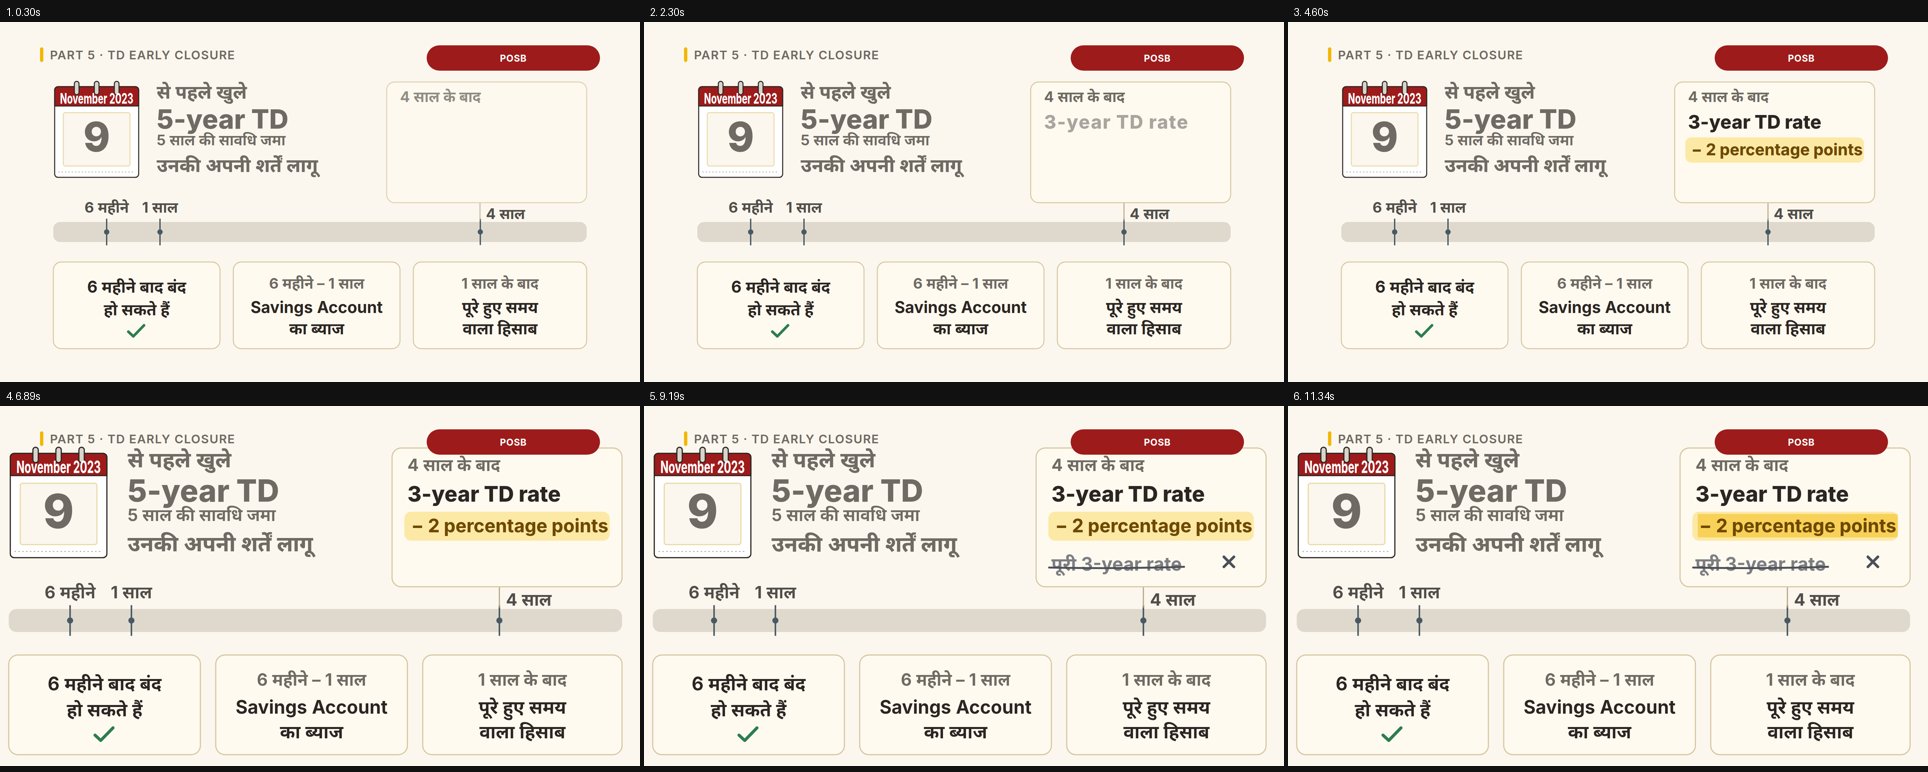 1. 0.30s
PART 5 · TD EARLY CLOSURE
POSB
November 2023
9
से पहले खुले
5-year TD
5 साल की सावधि जमा
उनकी अपनी शर्तें लागू
4 साल के बाद
6 महीने
1 साल
4 साल
6 महीने बाद बंद
हो सकते हैं
6 महीने – 1 साल
Savings Account
का ब्याज
1 साल के बाद
पूरे हुए समय
वाला हिसाब
2. 2.30s
PART 5 · TD EARLY CLOSURE
POSB
November 2023
9
से पहले खुले
5-year TD
5 साल की सावधि जमा
उनकी अपनी शर्तें लागू
4 साल के बाद
3-year TD rate
6 महीने
1 साल
4 साल
6 महीने बाद बंद
हो सकते हैं
6 महीने – 1 साल
Savings Account
का ब्याज
1 साल के बाद
पूरे हुए समय
वाला हिसाब
3. 4.60s
PART 5 · TD EARLY CLOSURE
POSB
November 2023
9
से पहले खुले
5-year TD
5 साल की सावधि जमा
उनकी अपनी शर्तें लागू
4 साल के बाद
3-year TD rate
– 2 percentage points
6 महीने
1 साल
4 साल
6 महीने बाद बंद
हो सकते हैं
6 महीने – 1 साल
Savings Account
का ब्याज
1 साल के बाद
पूरे हुए समय
वाला हिसाब
4. 6.89s
PART 5 · TD EARLY CLOSURE
POSB
November 2023
9
से पहले खुले
5-year TD
5 साल की सावधि जमा
उनकी अपनी शर्तें लागू
4 साल के बाद
3-year TD rate
– 2 percentage points
6 महीने
1 साल
4 साल
6 महीने बाद बंद
हो सकते हैं
6 महीने – 1 साल
Savings Account
का ब्याज
1 साल के बाद
पूरे हुए समय
वाला हिसाब
5. 9.19s
PART 5 · TD EARLY CLOSURE
POSB
November 2023
9
से पहले खुले
5-year TD
5 साल की सावधि जमा
उनकी अपनी शर्तें लागू
4 साल के बाद
3-year TD rate
– 2 percentage points
पूरी 3-year rate
6 महीने
1 साल
4 साल
6 महीने बाद बंद
हो सकते हैं
6 महीने – 1 साल
Savings Account
का ब्याज
1 साल के बाद
पूरे हुए समय
वाला हिसाब
6. 11.34s
PART 5 · TD EARLY CLOSURE
POSB
November 2023
9
से पहले खुले
5-year TD
5 साल की सावधि जमा
उनकी अपनी शर्तें लागू
4 साल के बाद
3-year TD rate
– 2 percentage points
पूरी 3-year rate
6 महीने
1 साल
4 साल
6 महीने बाद बंद
हो सकते हैं
6 महीने – 1 साल
Savings Account
का ब्याज
1 साल के बाद
पूरे हुए समय
वाला हिसाब